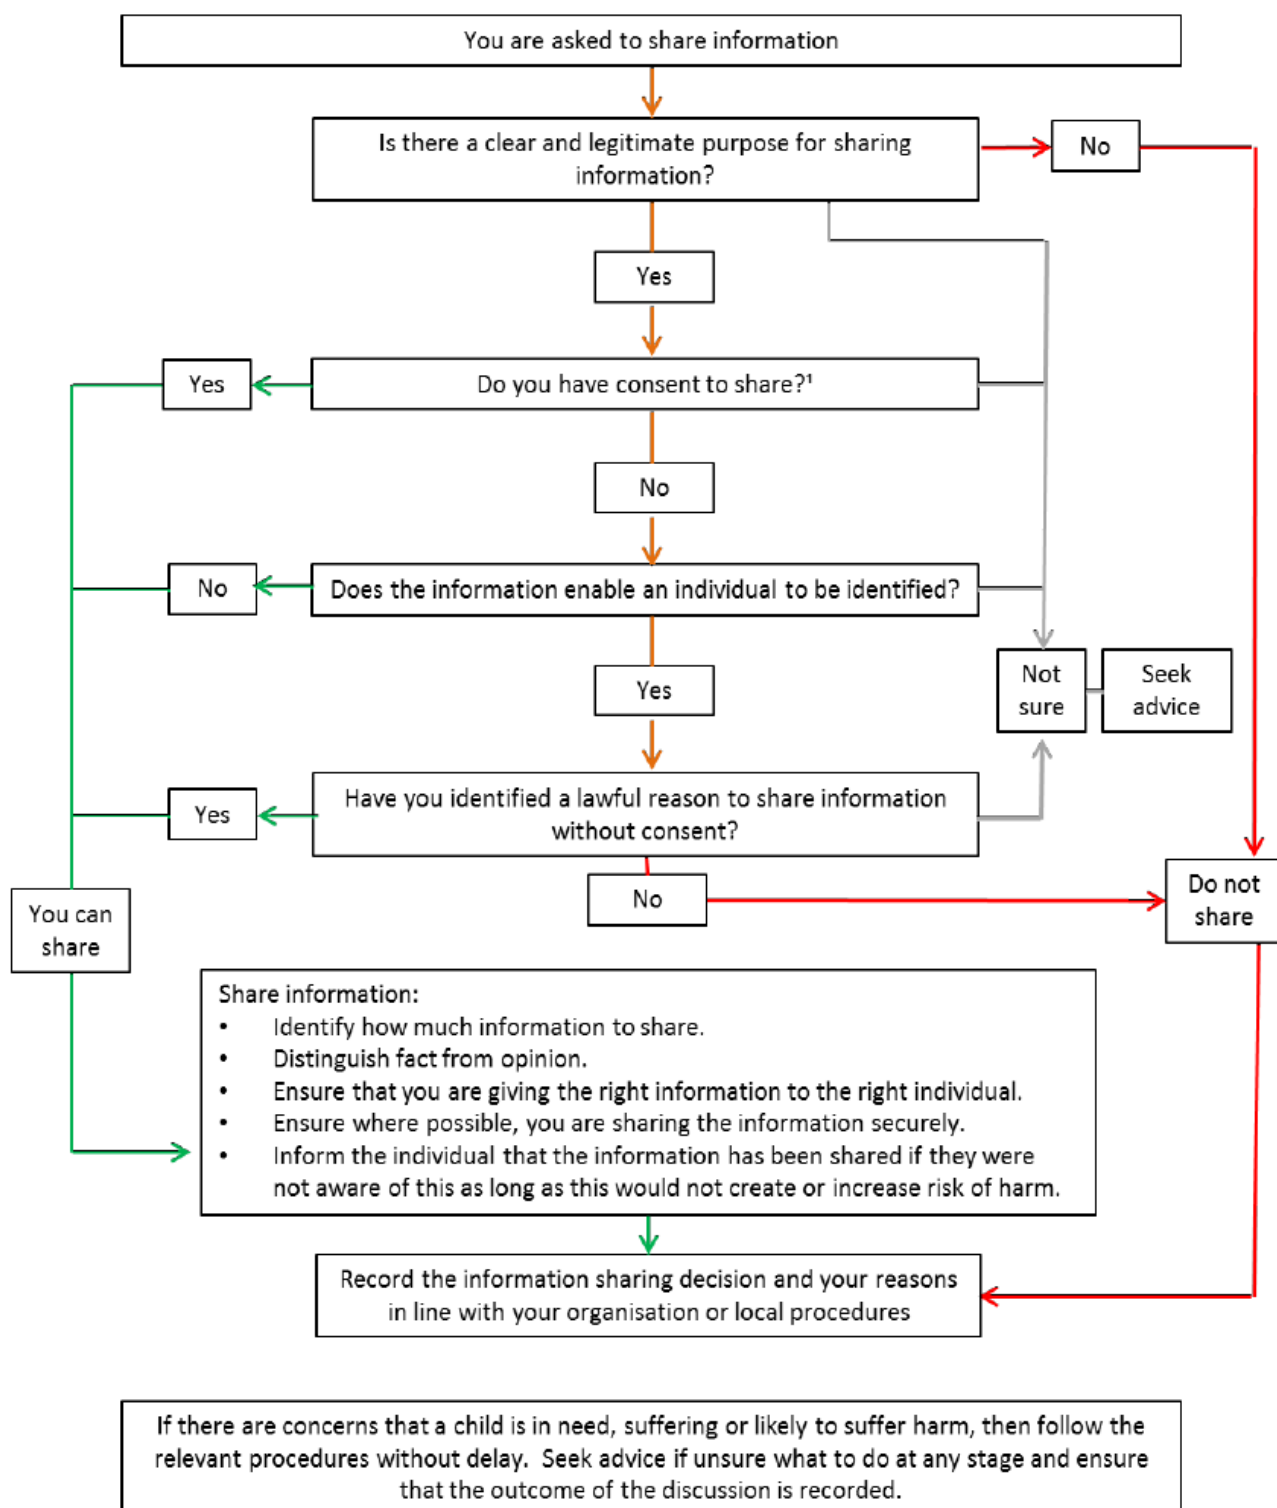 You are asked to share information
Is there a clear and legitimate purpose for sharing
information?
No
Yes
Yes
Do you have consent to share?¹
No
No
Does the information enable an individual to be identified?
Yes
Not
sure
Seek
advice
Yes
Have you identified a lawful reason to share information
without consent?
No
Do not
share
You can
share
Share information:
• Identify how much information to share.
• Distinguish fact from opinion.
• Ensure that you are giving the right information to the right individual.
• Ensure where possible, you are sharing the information securely.
• Inform the individual that the information has been shared if they were
not aware of this as long as this would not create or increase risk of harm.
Record the information sharing decision and your reasons
in line with your organisation or local procedures
If there are concerns that a child is in need, suffering or likely to suffer harm, then follow the
relevant procedures without delay. Seek advice if unsure what to do at any stage and ensure
that the outcome of the discussion is recorded.